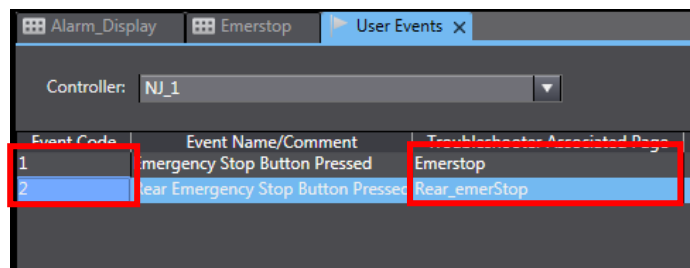 Alarm_Display Emerstop User Events
Controller: NJ_1
Event Code Event Name/Comment Troubleshooter Associated Page
1 Emergency Stop Button Pressed Emerstop
2 Rear Emergency Stop Button Pressed Rear_emerStop